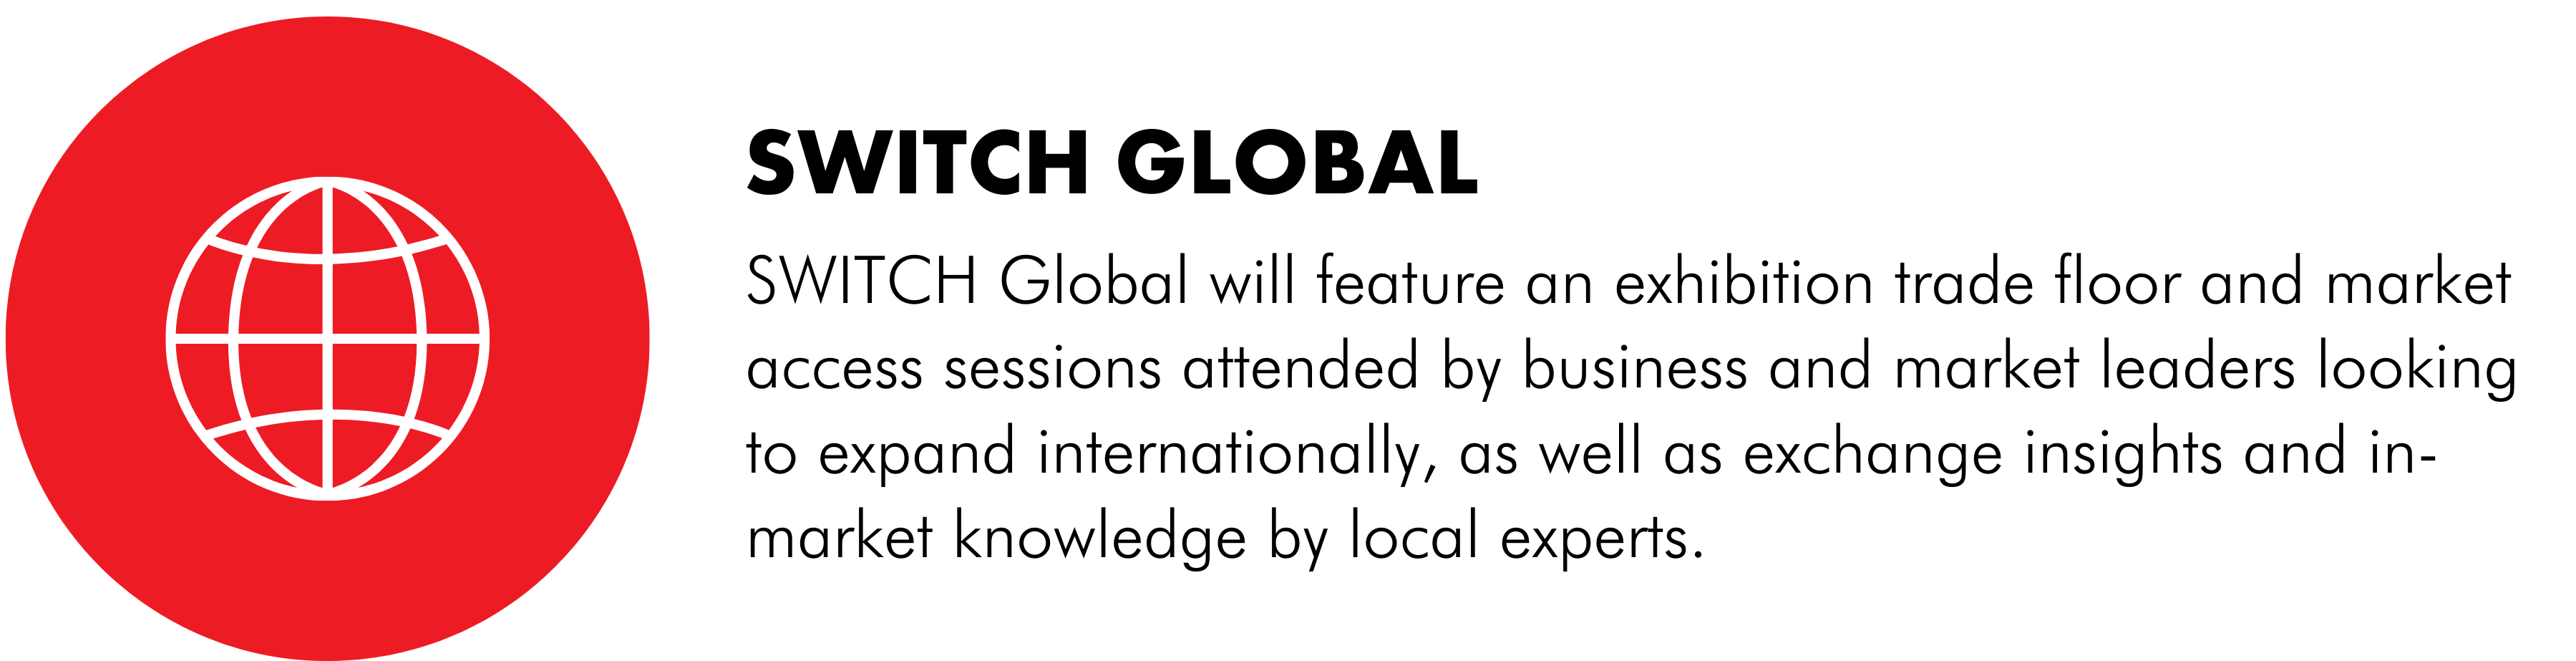 SWITCH GLOBAL
SWITCH Global will feature an exhibition trade floor and market
access sessions attended by business and market leaders looking
to expand internationally, as well as exchange insights and in-
market knowledge by local experts.